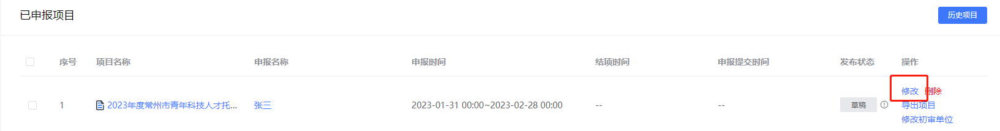 已申报项目
历史项目
序号 项目名称 申报名称 申报时间 结项时间 申报提交时间 发布状态 操作
修改 删除
1 2023年度常州市青年科技人才托... 张三 2023-01-31 00:00~2023-02-28 00:00 -- -- 草稿 导出项目
修改初审单位